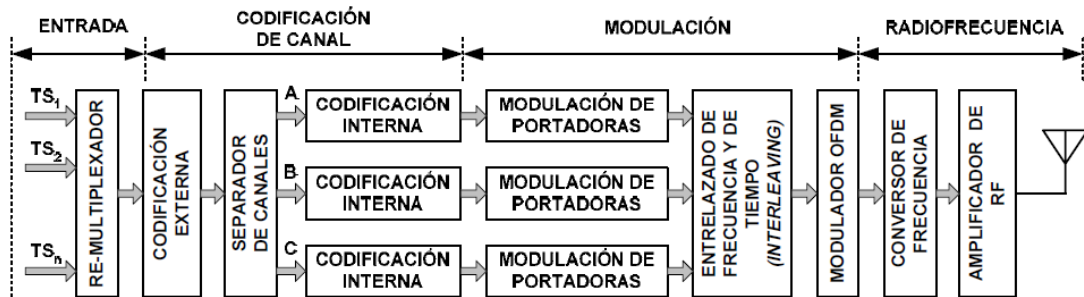 ENTRADA
CODIFICACIÓN
DE CANAL
MODULACIÓN
RADIOFRECUENCIA
TS1
TS2
TSn
RE-MULTIPLEXADOR
CODIFICACIÓN
EXTERNA
SEPARADOR
DE CANALES
A
CODIFICACIÓN
INTERNA
MODULACIÓN DE
PORTADORAS
B
CODIFICACIÓN
INTERNA
MODULACIÓN DE
PORTADORAS
C
CODIFICACIÓN
INTERNA
MODULACIÓN DE
PORTADORAS
ENTRELAZADO DE
FRECUENCIA Y DE
TIEMPO
(INTERLEAVING)
MODULADOR OFDM
CONVERSOR DE
FRECUENCIA
AMPLIFICADOR DE
RF